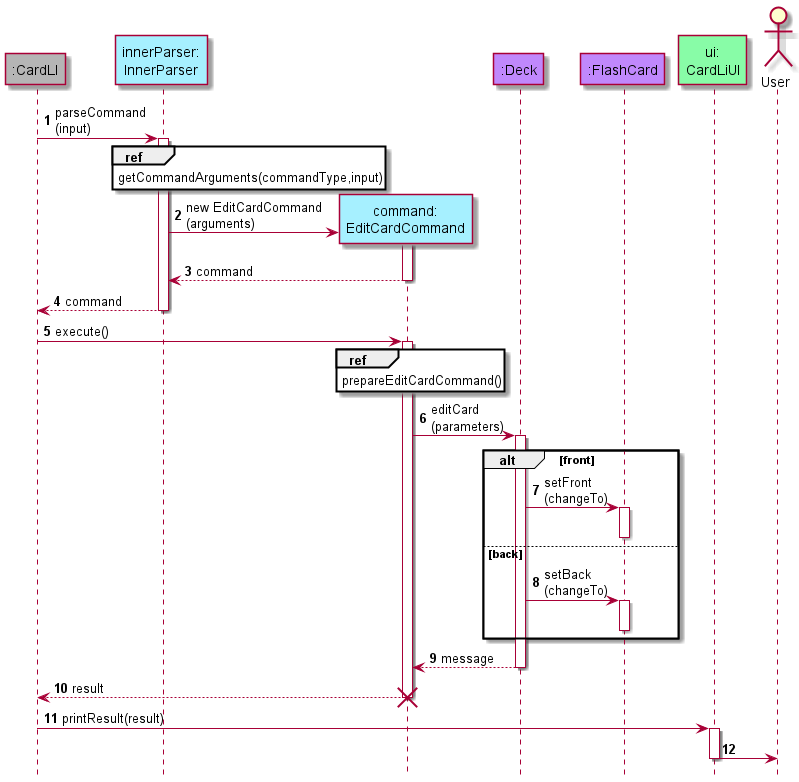 :CardLI
innerParser:
InnerParser
:Deck
:FlashCard
ui:
CardLiUI
User
1 parseCommand
(input)
ref
getCommandArguments(commandType,input)
2 new EditCardCommand
(arguments)
command:
EditCardCommand
3 command
4 command
5 execute()
ref
prepareEditCardCommand()
6 editCard
(parameters)
alt [front]
7 setFront
(changeTo)
[back]
8 setBack
(changeTo)
9 message
10 result
11 printResult(result)
12